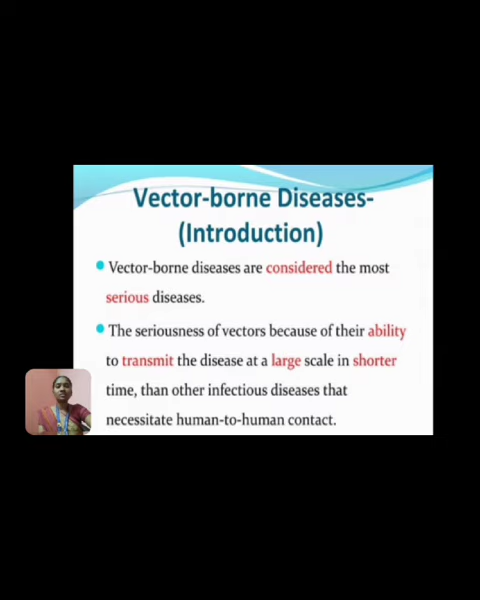 Vector-borne Diseases-
(Introduction)
Vector-borne diseases are considered the most
serious diseases.
The seriousness of vectors because of their ability
to transmit the disease at a large scale in shorter
time, than other infectious diseases that
necessitate human-to-human contact.